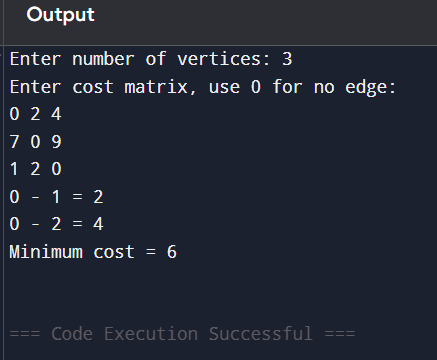 Output
Enter number of vertices: 3
Enter cost matrix, use 0 for no edge:
0 2 4
7 0 9
1 2 0
0 - 1 = 2
0 - 2 = 4
Minimum cost = 6
=== Code Execution Successful ===